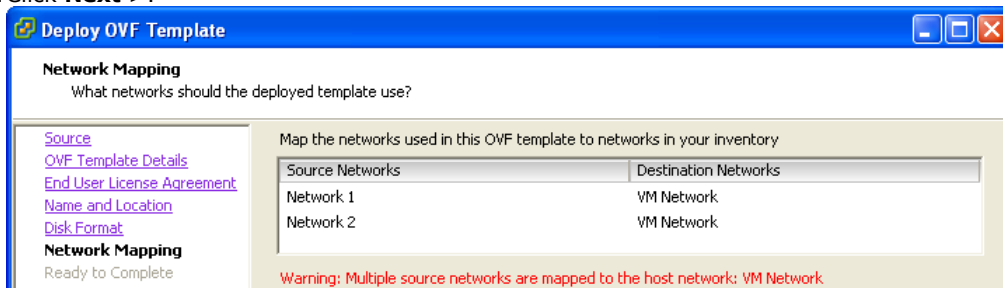 Click Next >.
Deploy OVF Template
Network Mapping
What networks should the deployed template use?
Source
OVF Template Details
End User License Agreement
Name and Location
Disk Format
Network Mapping
Ready to Complete
Map the networks used in this OVF template to networks in your inventory
Source Networks Destination Networks
Network 1 VM Network
Network 2 VM Network
Warning: Multiple source networks are mapped to the host network: VM Network